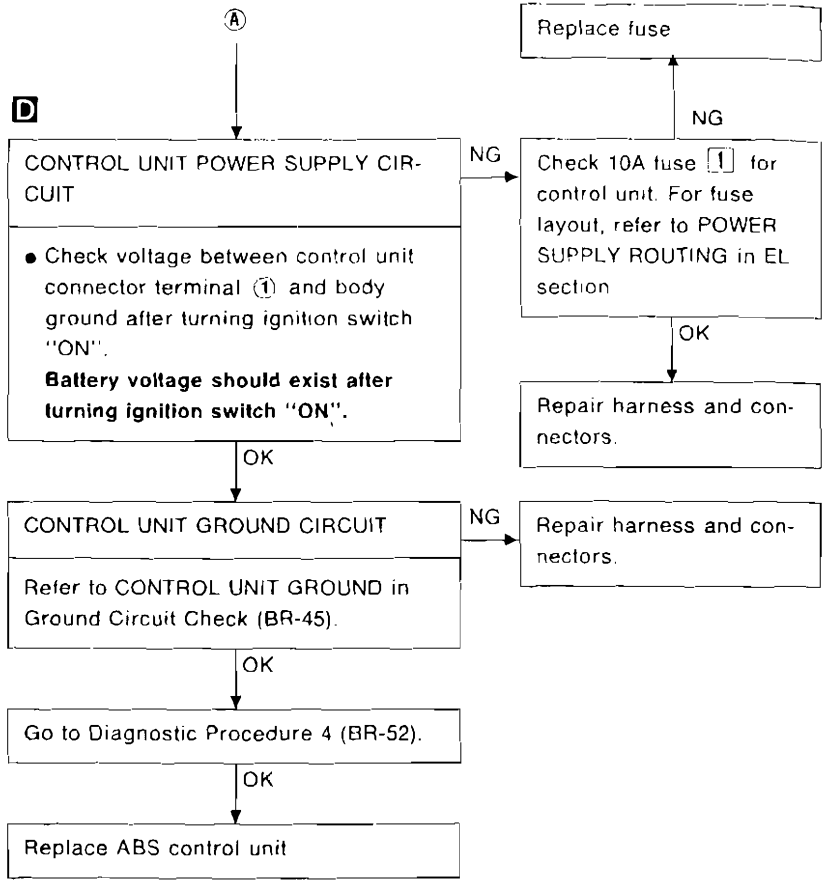 Ⓐ
Replace fuse
D
NG
CONTROL UNIT POWER SUPPLY CIR-
CUIT
NG
Check 10A fuse 1 for
control unit. For fuse
layout, refer to POWER
SUPPLY ROUTING in EL
section
● Check voltage between control unit
connector terminal ① and body
ground after turning ignition switch
"ON".
Battery voltage should exist after
turning ignition switch "ON".
OK
Repair harness and con-
nectors.
OK
CONTROL UNIT GROUND CIRCUIT
NG
Repair harness and con-
nectors.
Refer to CONTROL UNIT GROUND in
Ground Circuit Check (BR-45).
OK
Go to Diagnostic Procedure 4 (BR-52).
OK
Replace ABS control unit